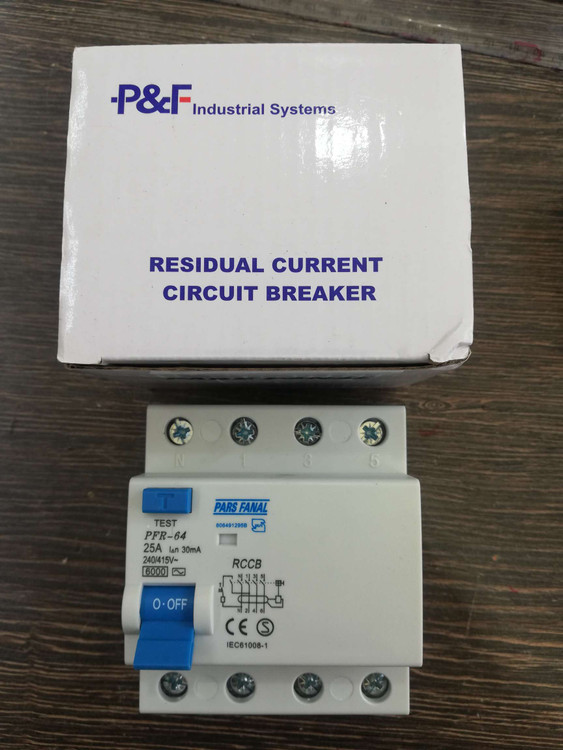 P&F Industrial Systems
RESIDUAL CURRENT
CIRCUIT BREAKER
N 1 3 5
T
TEST
PARS FANAL
PFR-64
25A IΔn 30mA
240/415V~
6000
RCCB
O·OFF
CE S
IEC61008-1